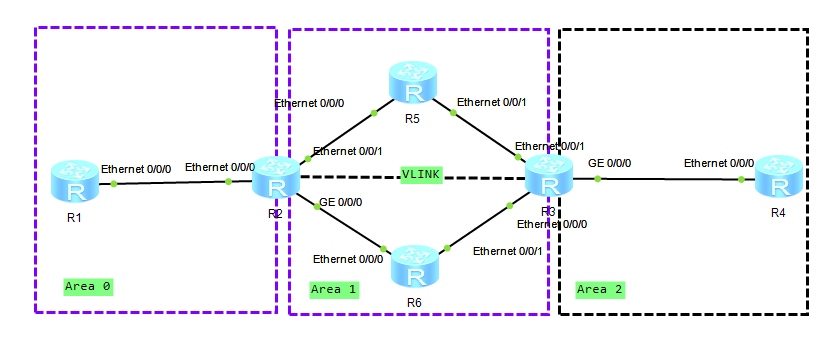 R
R5
Ethernet 0/0/0
Ethernet 0/0/1
Ethernet 0/0/1
Ethernet 0/0/1
Ethernet 0/0/0
Ethernet 0/0/0
GE 0/0/0
Ethernet 0/0/0
R
R1
R
R2
VLINK
R
R3
R
R4
GE 0/0/0
Ethernet 0/0/0
Ethernet 0/0/0
Ethernet 0/0/1
R
R6
Area 0
Area 1
Area 2